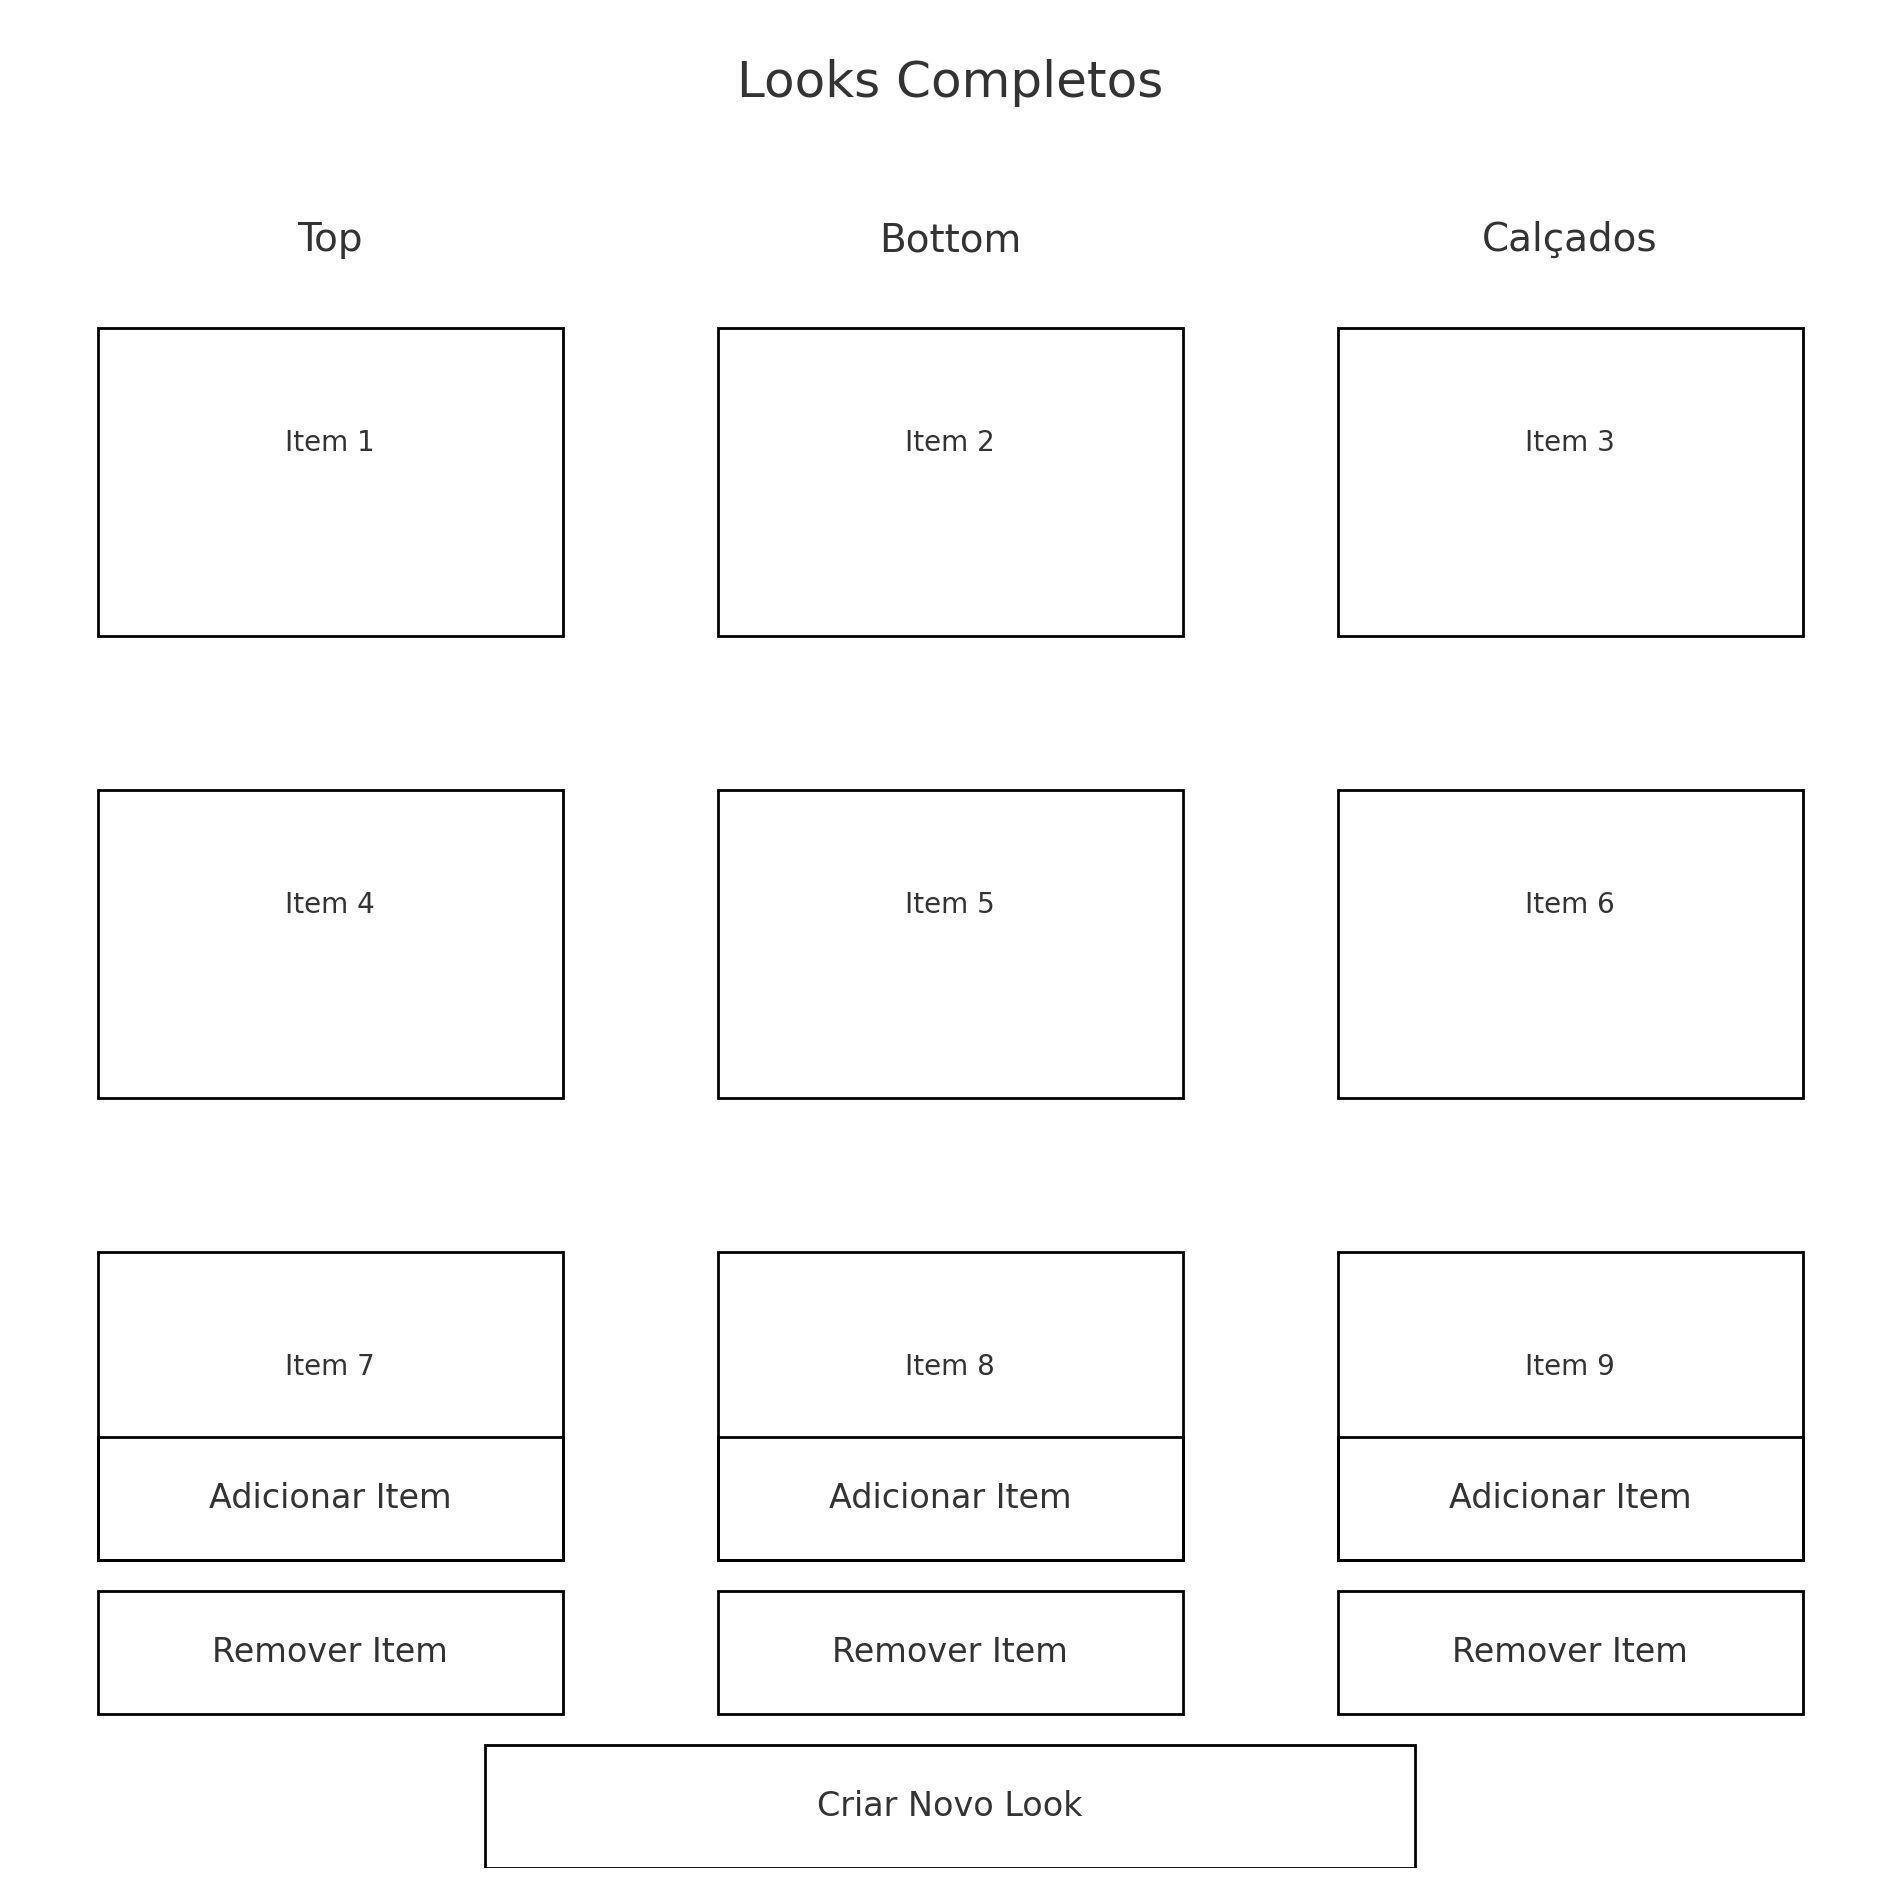 Looks Completos
Top
Bottom
Calçados
Item 1
Item 2
Item 3
Item 4
Item 5
Item 6
Item 7
Item 8
Item 9
Adicionar Item
Adicionar Item
Adicionar Item
Remover Item
Remover Item
Remover Item
Criar Novo Look